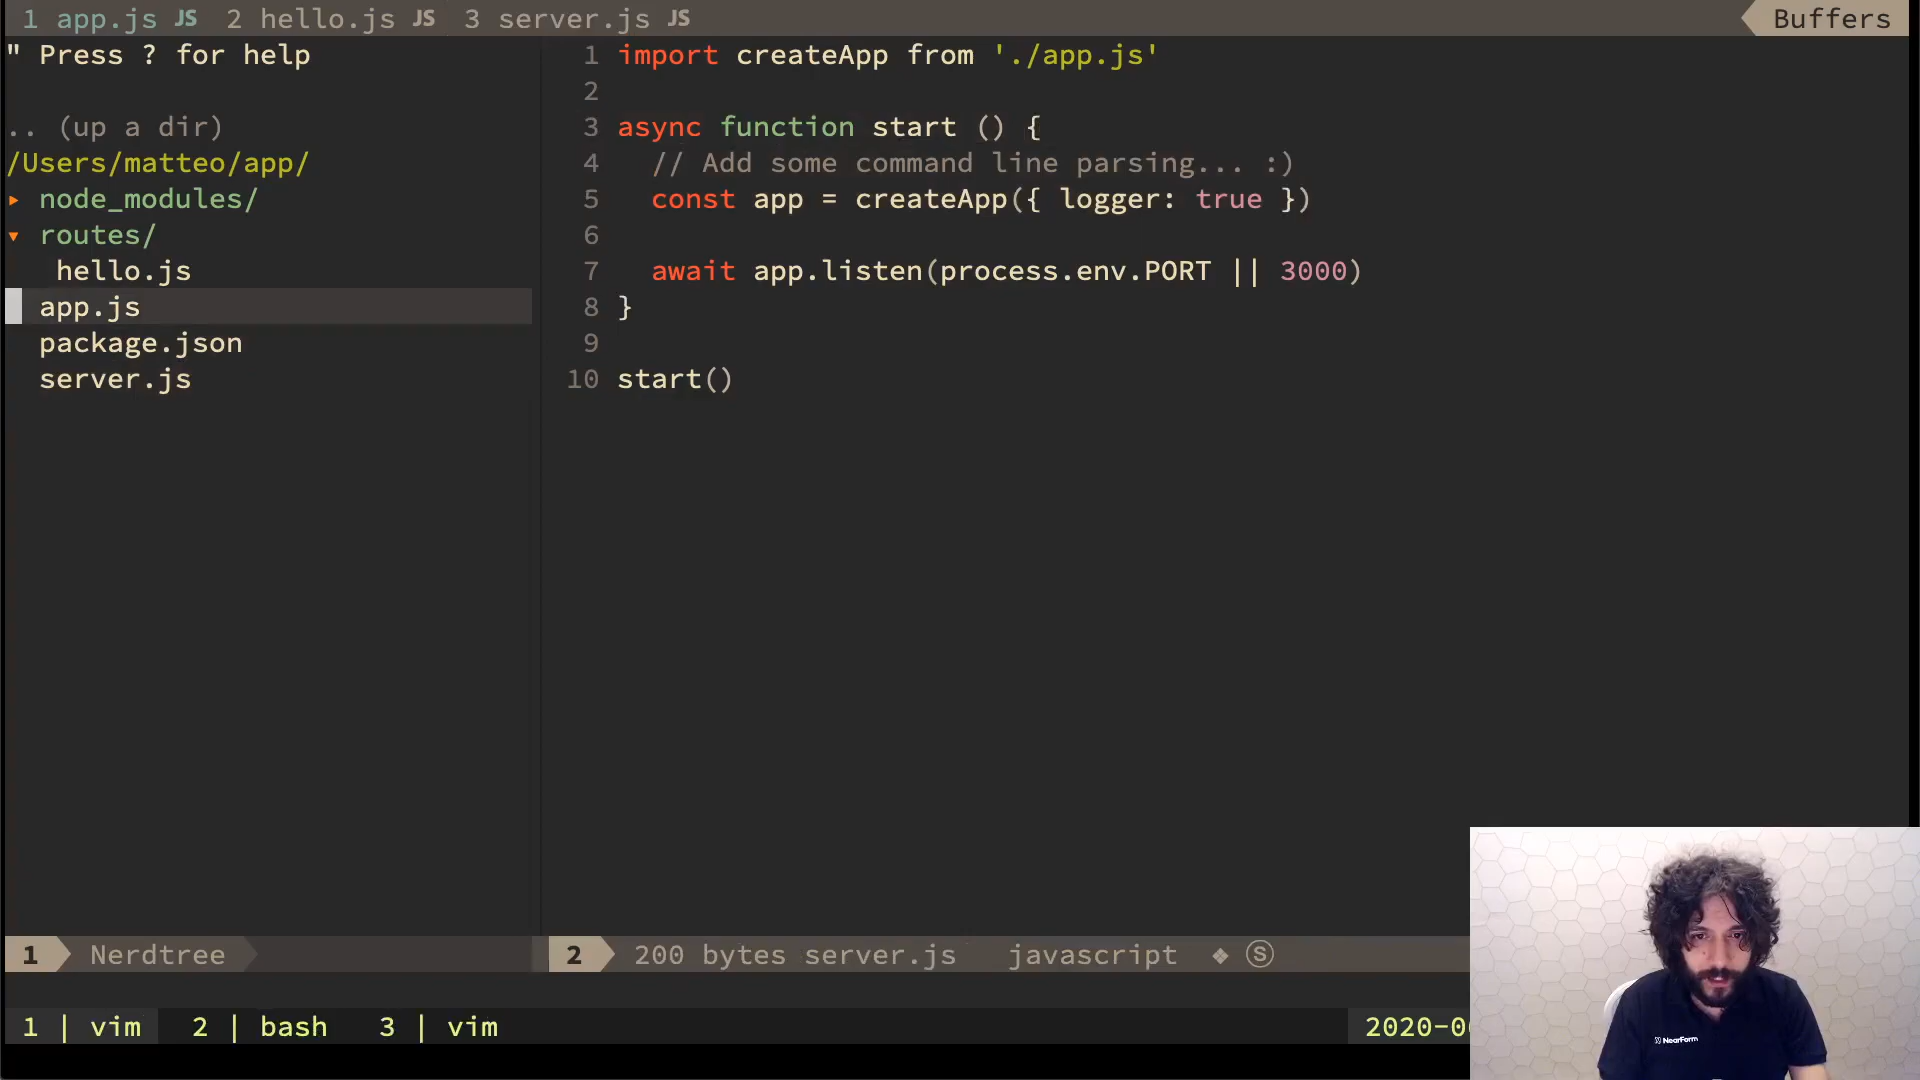 1 app.js JS 2 hello.js JS 3 server.js JS Buffers
" Press ? for help
.. (up a dir)
/Users/matteo/app/
▸ node_modules/
▾ routes/
hello.js
app.js
package.json
server.js
1 import createApp from './app.js'
2
3 async function start () {
4 // Add some command line parsing... :)
5 const app = createApp({ logger: true })
6
7 await app.listen(process.env.PORT || 3000)
8 }
9
10 start()
1 Nerdtree
2 200 bytes server.js javascript ❖ Ⓢ
1 | vim 2 | bash 3 | vim 2020-0
NearForm